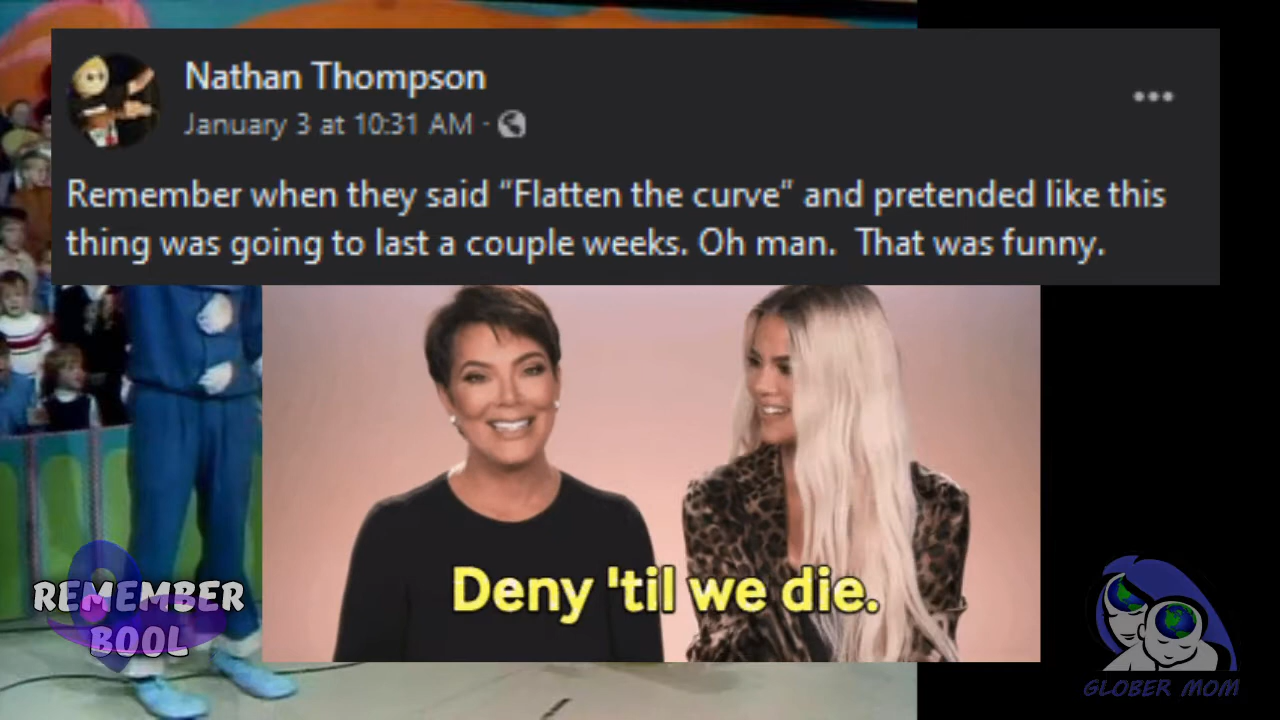 Nathan Thompson
January 3 at 10:31 AM ·
Remember when they said “Flatten the curve” and pretended like this
thing was going to last a couple weeks. Oh man. That was funny.
Deny 'til we die.
REMEMBER
BOOL
GLOBER MOM